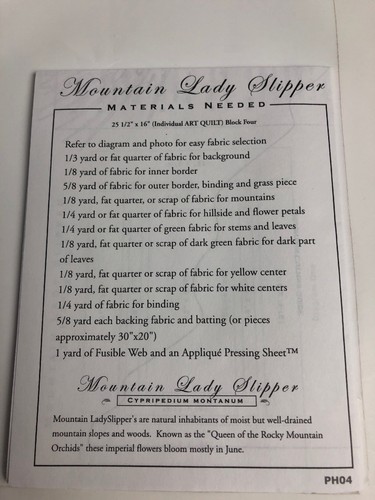 Mountain Lady Slipper
MATERIALS NEEDED
25 1/2" x 16" (Individual ART QUILT) Block Four
Refer to diagram and photo for easy fabric selection
1/3 yard or fat quarter of fabric for background
1/8 yard of fabric for inner border
5/8 yard of fabric for outer border, binding and grass piece
1/8 yard, fat quarter, or scrap of fabric for mountains
1/4 yard or fat quarter of fabric for hillside and flower petals
1/4 yard or fat quarter of green fabric for stems and leaves
1/8 yard, fat quarter or scrap of dark green fabric for dark part
of leaves
1/8 yard, fat quarter or scrap of fabric for yellow center
1/8 yard, fat quarter or scrap of fabric for white centers
1/4 yard of fabric for binding
5/8 yard each backing fabric and batting (or pieces
approximately 30"x20")
1 yard of Fusible Web and an Appliqué Pressing Sheet™
Mountain Lady Slipper
CYPRIPEDIUM MONTANUM
Mountain LadySlipper's are natural inhabitants of moist but well-drained
mountain slopes and woods. Known as the "Queen of the Rocky Mountain
Orchids" these imperial flowers bloom mostly in June.
PH04